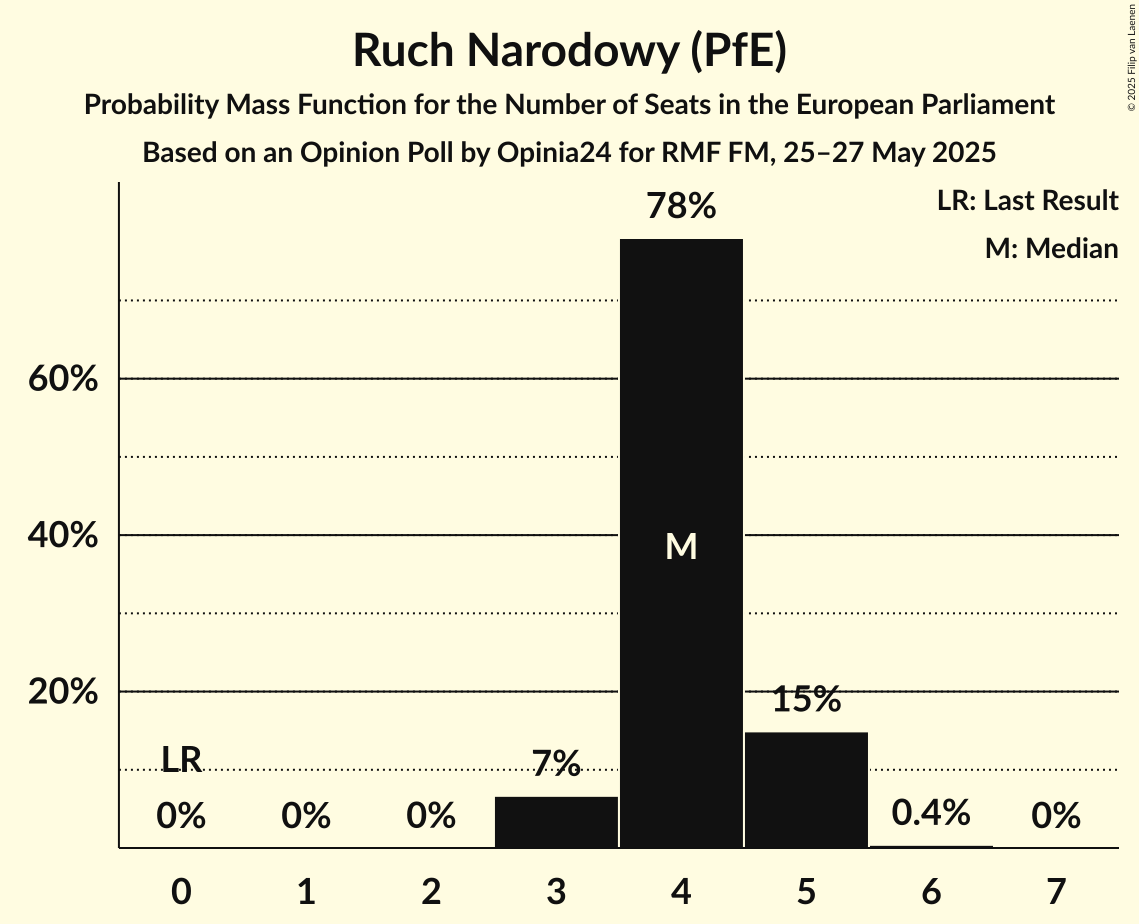 Ruch Narodowy (PfE)
Probability Mass Function for the Number of Seats in the European Parliament
Based on an Opinion Poll by Opinia24 for RMF FM, 25–27 May 2025
© 2025 Filip van Laenen
LR: Last Result
M: Median
78%
60%
40%
M
20%
15%
LR
7%
0%
0%
0%
0.4%
0%
0
1
2
3
4
5
6
7